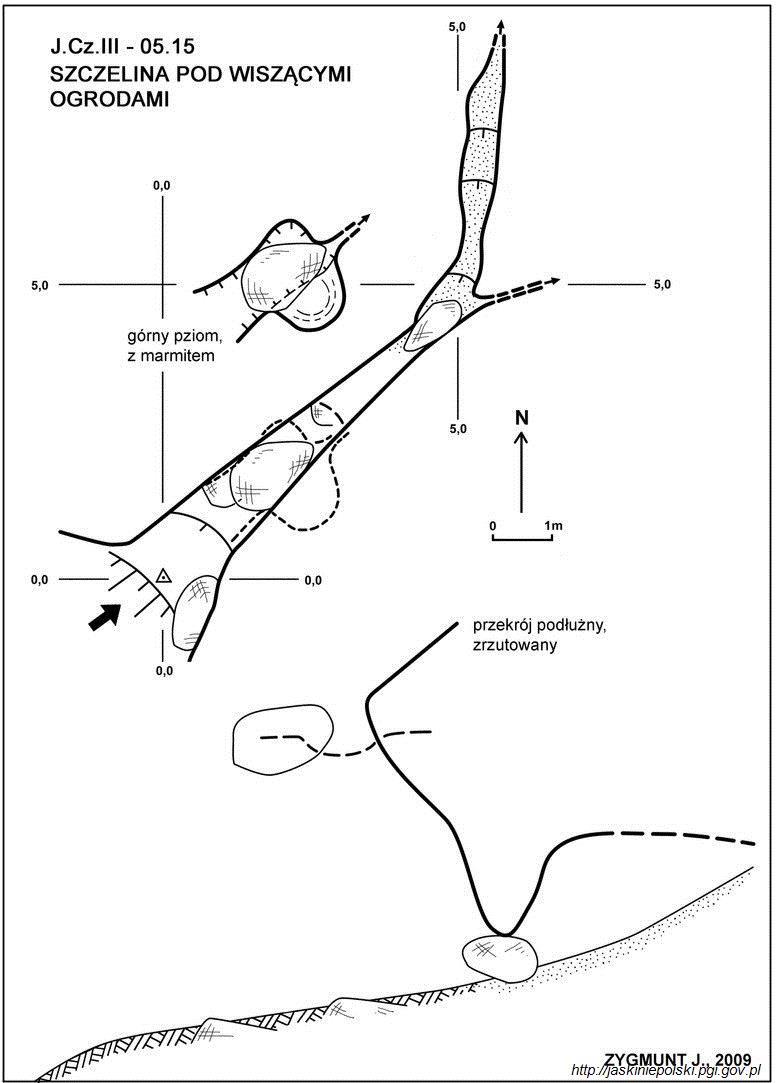 J.Cz.III - 05.15
SZCZELINA POD WISZĄCYMI
OGRODAMI
5,0
0,0
5,0
5,0
górny pziom,
z marmitem
5,0
N
0 1m
0,0
0,0
0,0
przekrój podłużny,
zrzutowany
ZYGMUNT J., 2009
http://jaskiniepolski.pgi.gov.pl